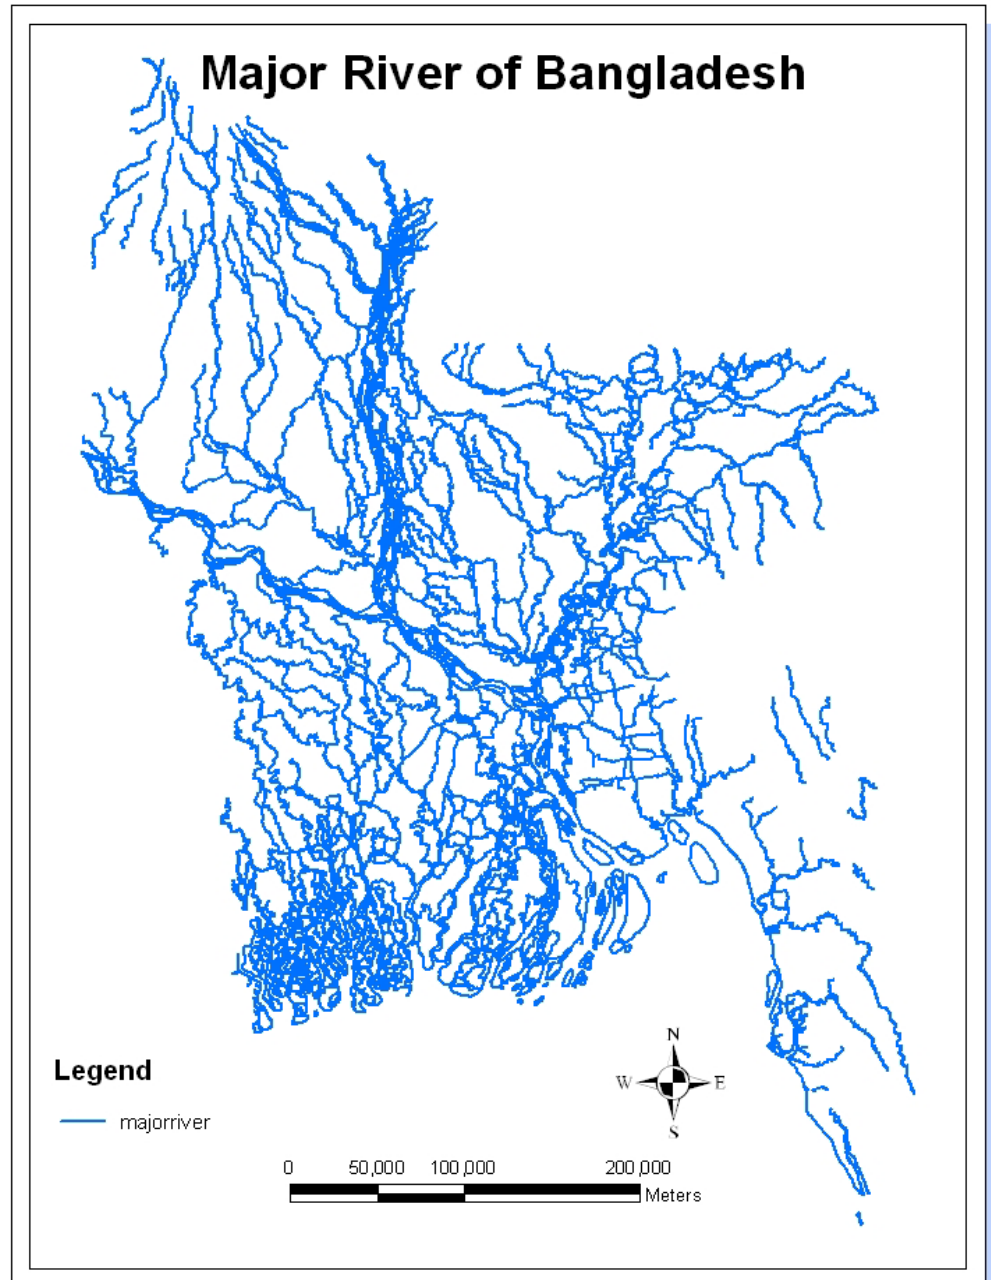 Major River of Bangladesh
N
W E
S
Legend
majorriver
0 50,000 100,000 200,000
Meters